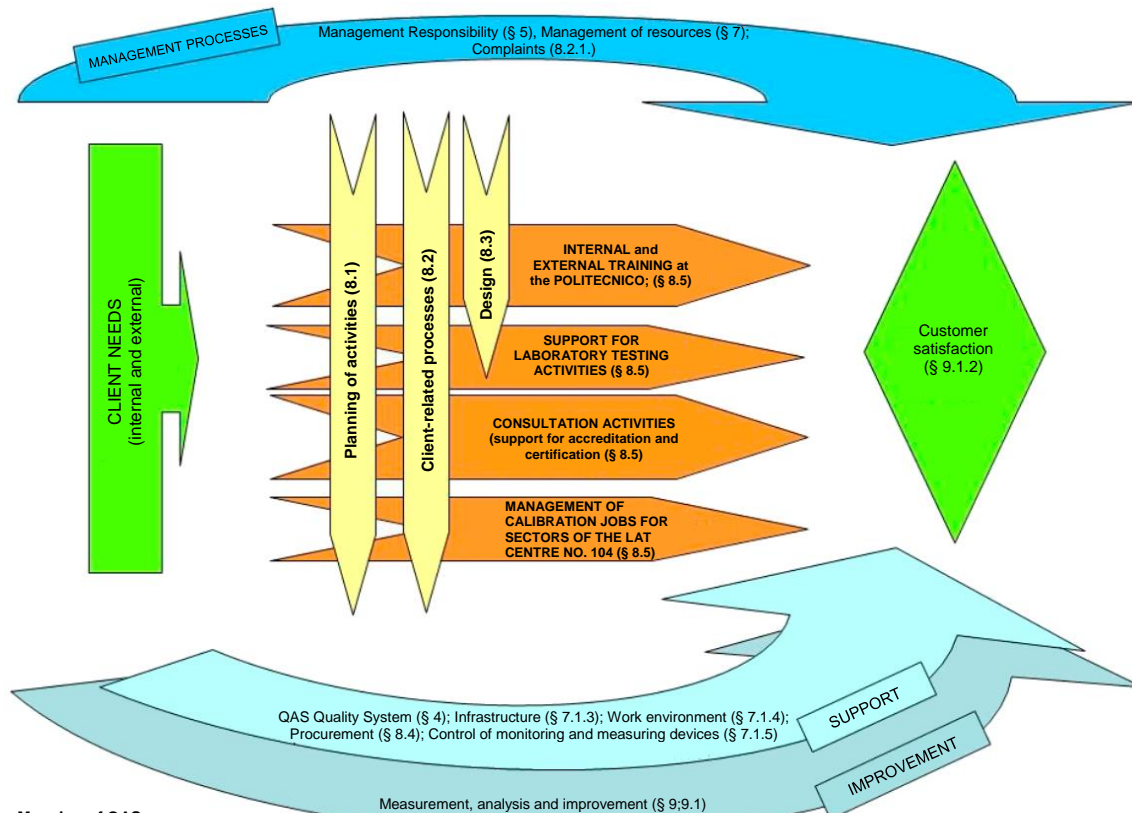 MANAGEMENT PROCESSES
Management Responsibility (§ 5), Management of resources (§ 7);
Complaints (8.2.1.)
CLIENT NEEDS
(internal and external)
Planning of activities (8.1)
Client-related processes (8.2)
Design (8.3)
INTERNAL and
EXTERNAL TRAINING at
the POLITECNICO; (§ 8.5)
SUPPORT FOR
LABORATORY TESTING
ACTIVITIES (§ 8.5)
CONSULTATION ACTIVITIES
(support for accreditation and
certification (§ 8.5)
MANAGEMENT OF
CALIBRATION JOBS FOR
SECTORS OF THE LAT
CENTRE NO. 104 (§ 8.5)
Customer
satisfaction
(§ 9.1.2)
QAS Quality System (§ 4); Infrastructure (§ 7.1.3); Work environment (§ 7.1.4);
Procurement (§ 8.4); Control of monitoring and measuring devices (§ 7.1.5)
SUPPORT
IMPROVEMENT
Measurement, analysis and improvement (§ 9;9.1)